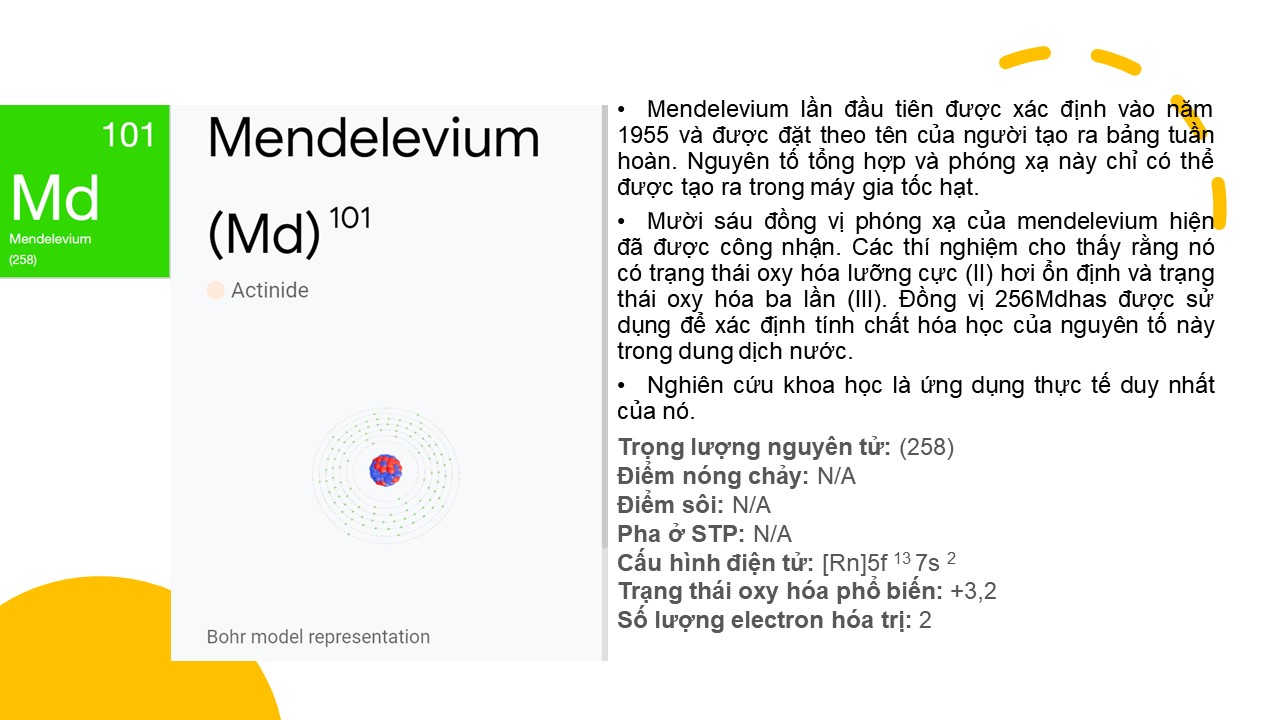 101
Md
Mendelevium
(258)
Mendelevium
(Md) 101
Actinide
Bohr model representation
• Mendelevium lần đầu tiên được xác định vào năm
1955 và được đặt theo tên của người tạo ra bảng tuần
hoàn. Nguyên tố tổng hợp và phóng xạ này chỉ có thể
được tạo ra trong máy gia tốc hạt.
• Mười sáu đồng vị phóng xạ của mendelevium hiện
đã được công nhận. Các thí nghiệm cho thấy rằng nó
có trạng thái oxy hóa lưỡng cực (II) hơi ổn định và trạng
thái oxy hóa ba lần (III). Đồng vị 256Mdhas được sử
dụng để xác định tính chất hóa học của nguyên tố này
trong dung dịch nước.
• Nghiên cứu khoa học là ứng dụng thực tế duy nhất
của nó.
Trọng lượng nguyên tử: (258)
Điểm nóng chảy: N/A
Điểm sôi: N/A
Pha ở STP: N/A
Cấu hình điện tử: [Rn]5f 13 7s 2
Trạng thái oxy hóa phổ biến: +3,2
Số lượng electron hóa trị: 2